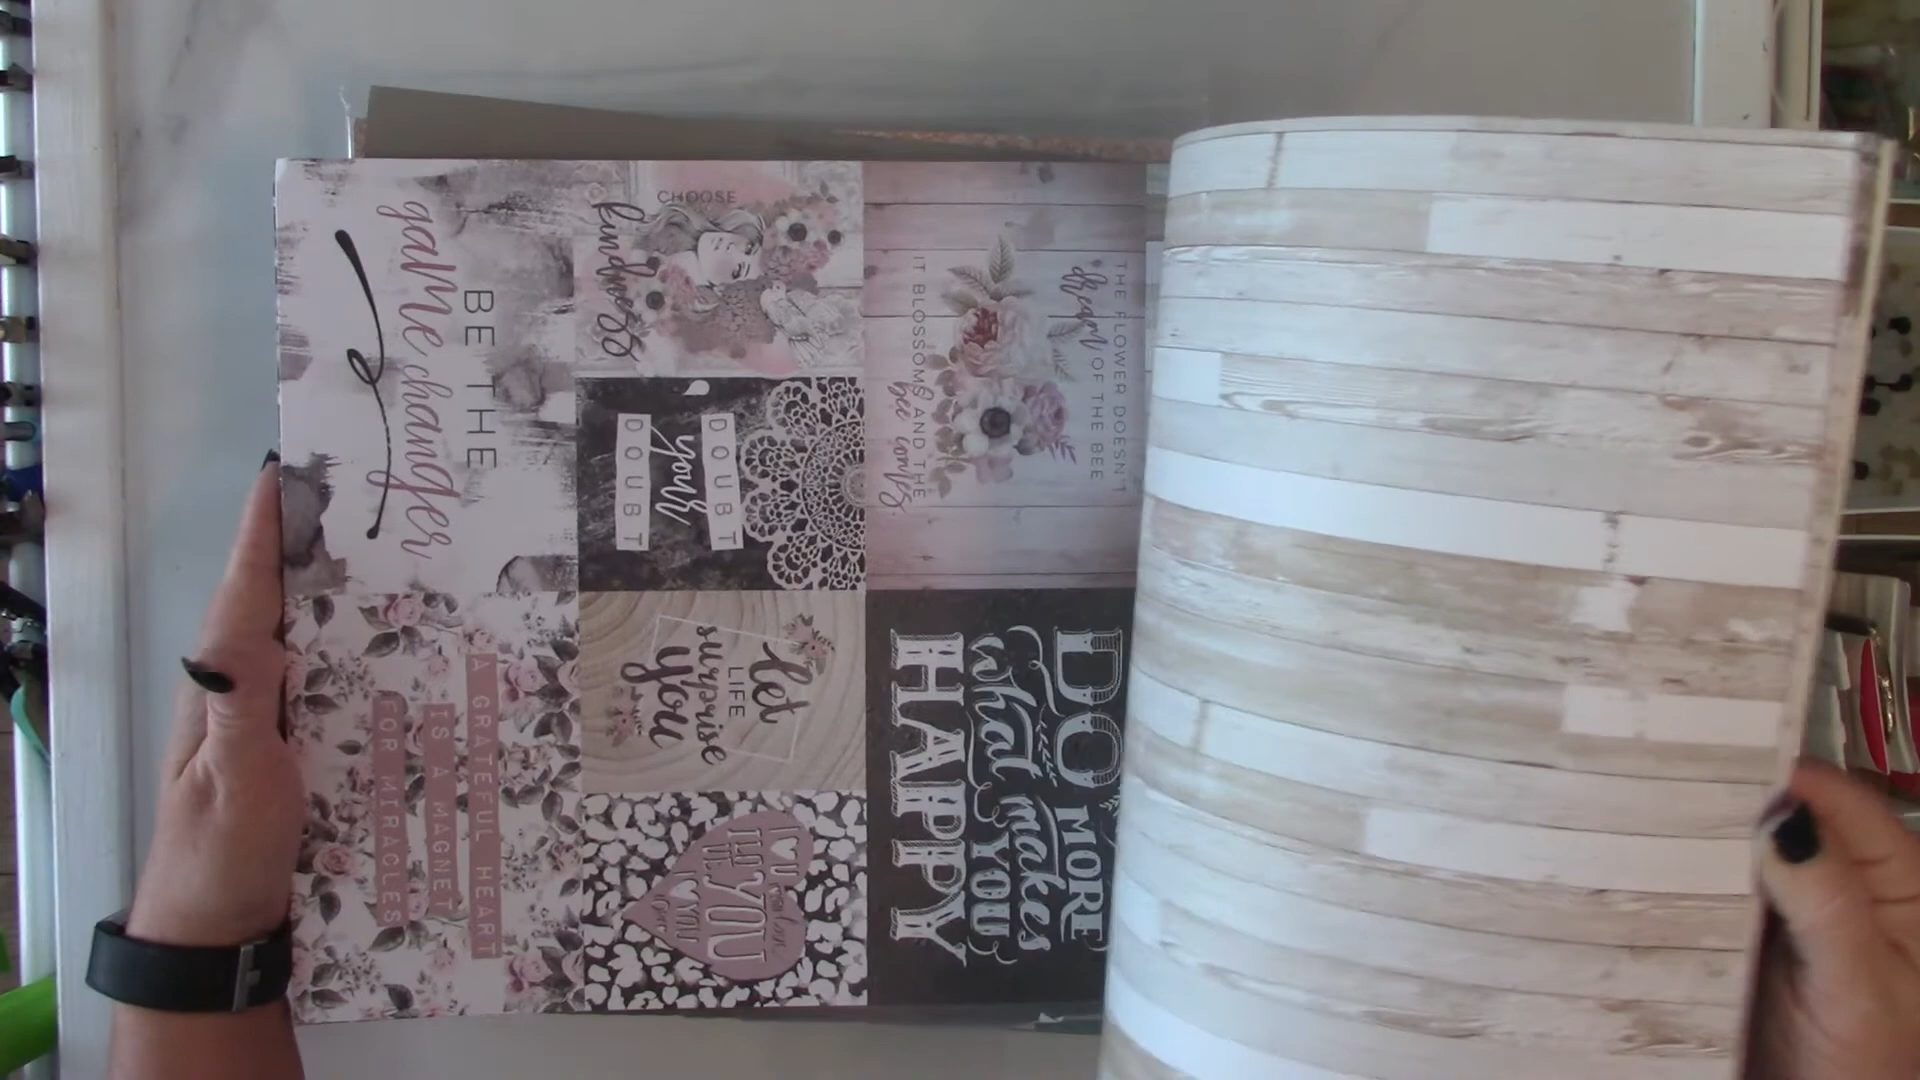 THE FLOWER DOESN'T
dream OF THE BEE
IT BLOSSOMS AND THE
bee comes.
DO MORE
what makes
YOU
HAPPY
CHOOSE
kindness
DOUBT
your
DOUBT
let
LIFE
surprise
you
YOU
BE THE
game changer
A GRATEFUL HEART
IS A MAGNET
FOR MIRACLES